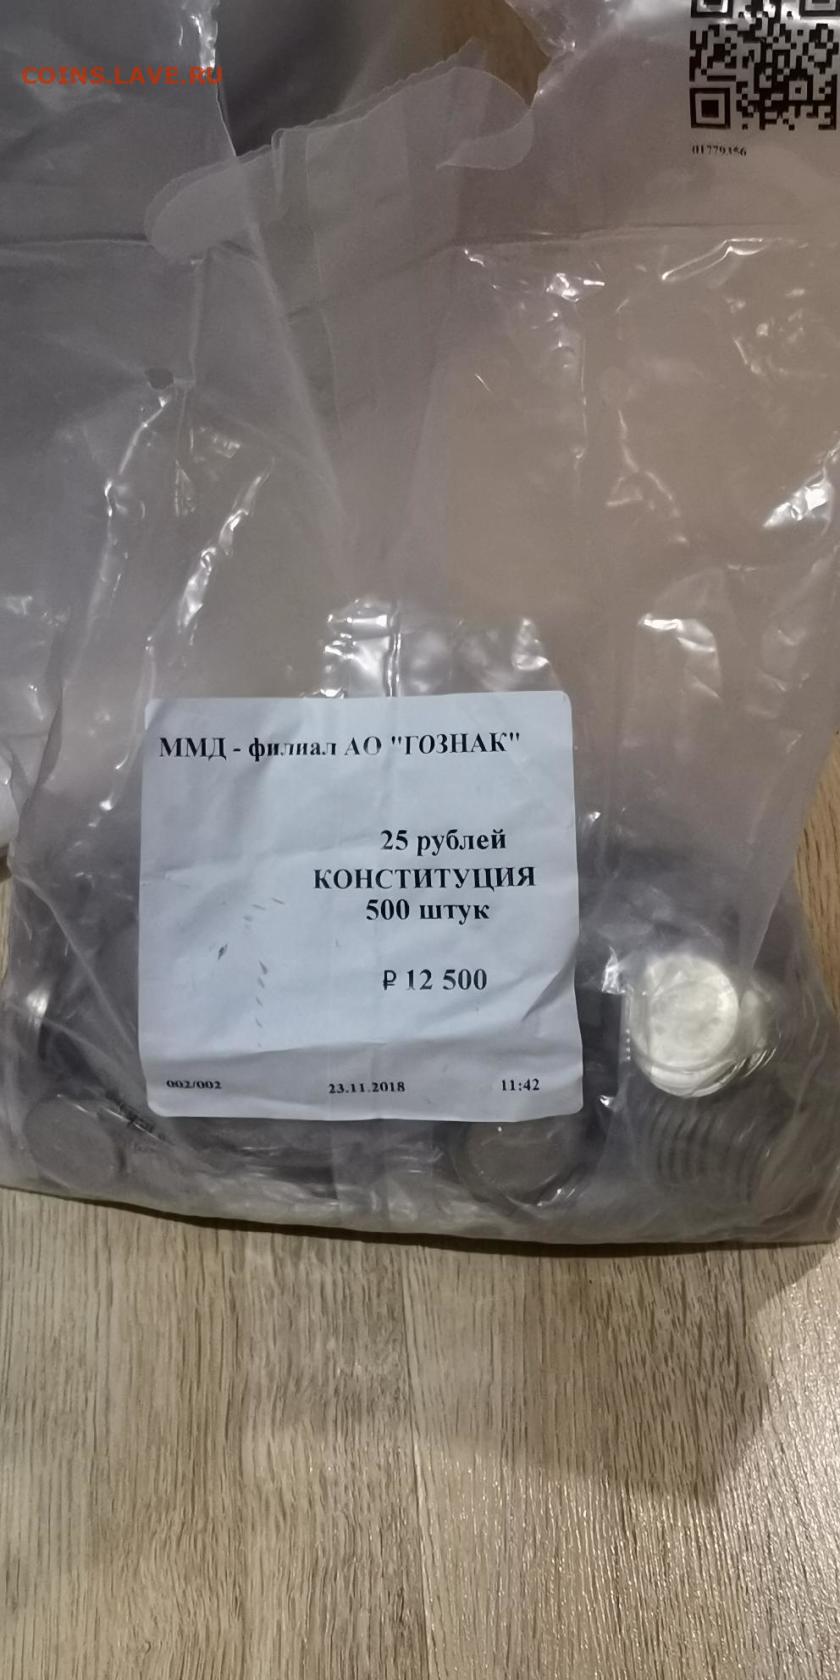 COINS.LAVE.RU
01779356
ММД - филиал АО "ГОЗНАК"
25 рублей
КОНСТИТУЦИЯ
500 штук
₽ 12 500
002/002 23.11.2018 11:42